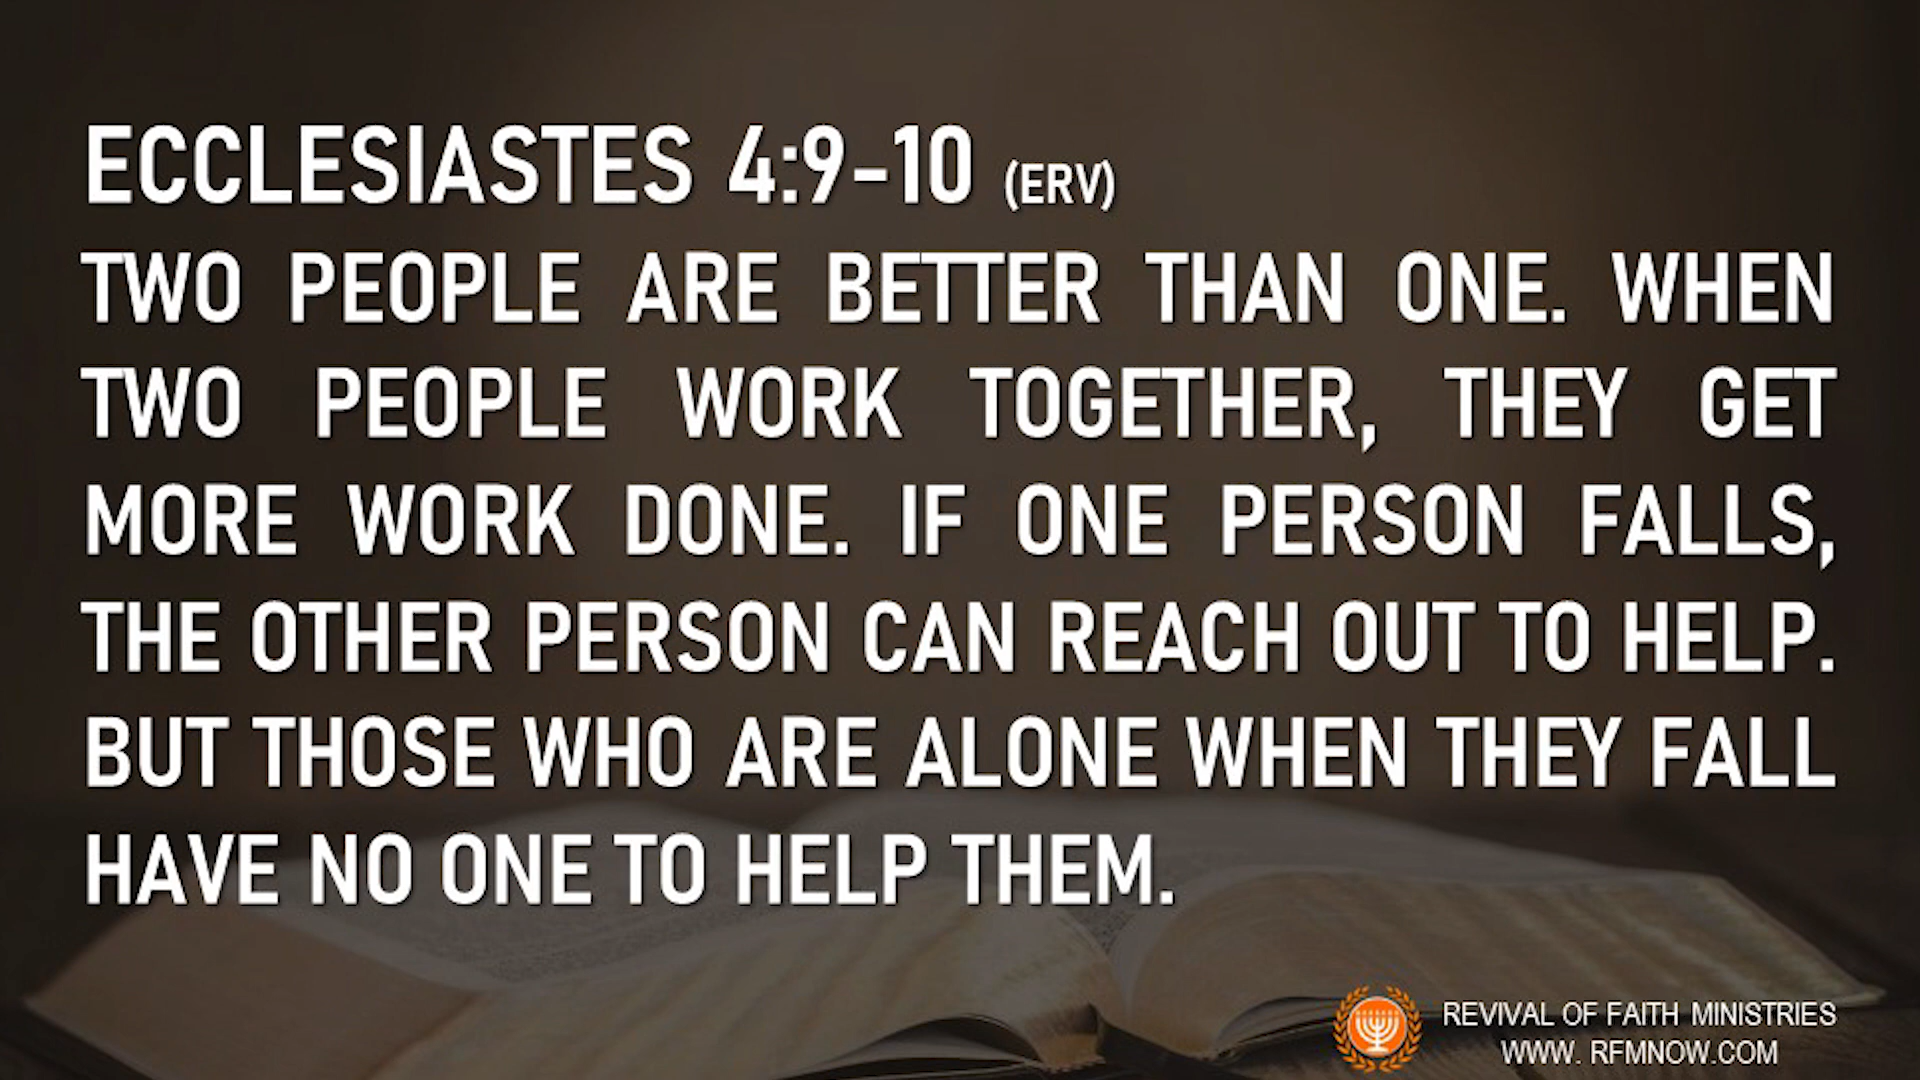 ECCLESIASTES 4:9-10 (ERV)
TWO PEOPLE ARE BETTER THAN ONE. WHEN
TWO PEOPLE WORK TOGETHER, THEY GET
MORE WORK DONE. IF ONE PERSON FALLS,
THE OTHER PERSON CAN REACH OUT TO HELP.
BUT THOSE WHO ARE ALONE WHEN THEY FALL
HAVE NO ONE TO HELP THEM.
REVIVAL OF FAITH MINISTRIES
WWW. RFMNOW.COM